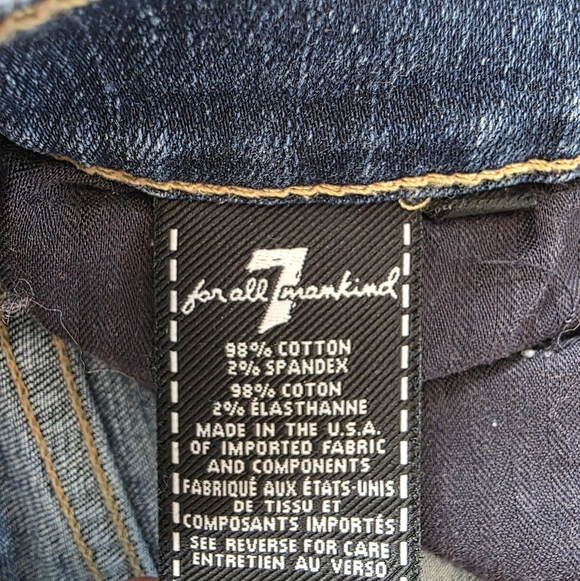 7
for all mankind
98% COTTON
2% SPANDEX
98% COTON
2% ÉLASTHANNE
MADE IN THE U.S.A.
OF IMPORTED FABRIC
AND COMPONENTS
FABRIQUÉ AUX ÉTATS-UNIS
DE TISSU ET
COMPOSANTS IMPORTÉS
SEE REVERSE FOR CARE
ENTRETIEN AU VERSO